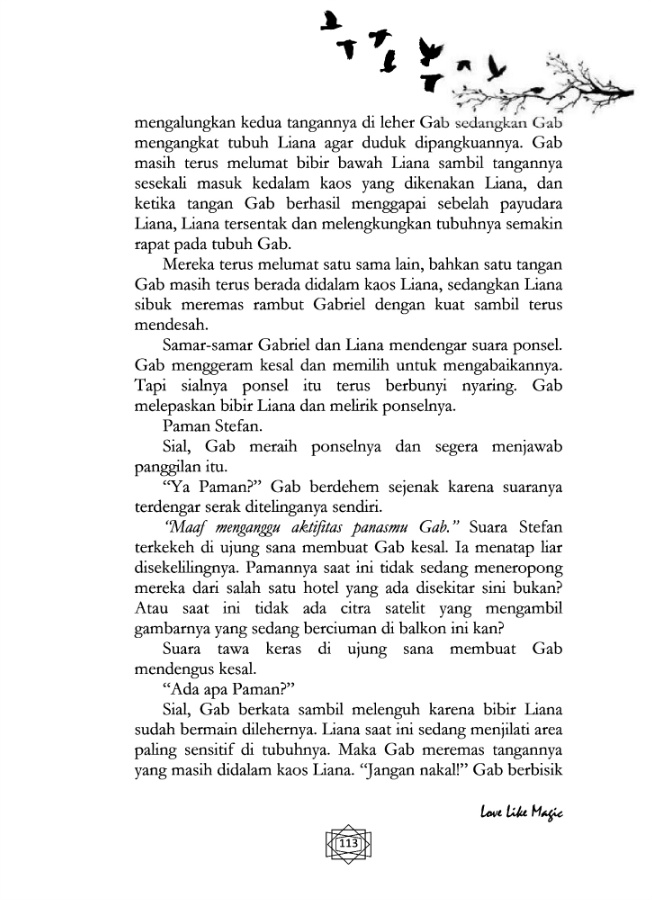 mengalungkan kedua tangannya di leher Gab sedangkan Gab
mengangkat tubuh Liana agar duduk dipangkuannya. Gab
masih terus melumat bibir bawah Liana sambil tangannya
sesekali masuk kedalam kaos yang dikenakan Liana, dan
ketika tangan Gab berhasil menggapai sebelah payudara
Liana, Liana tersentak dan melengkungkan tubuhnya semakin
rapat pada tubuh Gab.
Mereka terus melumat satu sama lain, bahkan satu tangan
Gab masih terus berada didalam kaos Liana, sedangkan Liana
sibuk meremas rambut Gabriel dengan kuat sambil terus
mendesah.
Samar-samar Gabriel dan Liana mendengar suara ponsel.
Gab menggeram kesal dan memilih untuk mengabaikannya.
Tapi sialnya ponsel itu terus berbunyi nyaring. Gab
melepaskan bibir Liana dan melirik ponselnya.
Paman Stefan.
Sial, Gab meraih ponselnya dan segera menjawab
panggilan itu.
“Ya Paman?” Gab berdehem sejenak karena suaranya
terdengar serak ditelinganya sendiri.
“Maaf menganggu aktifitas panasmu Gab.” Suara Stefan
terkekeh di ujung sana membuat Gab kesal. Ia menatap liar
disekelilingnya. Pamannya saat ini tidak sedang meneropong
mereka dari salah satu hotel yang ada disekitar sini bukan?
Atau saat ini tidak ada citra satelit yang mengambil
gambarnya yang sedang berciuman di balkon ini kan?
Suara tawa keras di ujung sana membuat Gab
mendengus kesal.
“Ada apa Paman?”
Sial, Gab berkata sambil melenguh karena bibir Liana
sudah bermain dilehernya. Liana saat ini sedang menjilati area
paling sensitif di tubuhnya. Maka Gab meremas tangannya
yang masih didalam kaos Liana. “Jangan nakal!” Gab berbisik
Love Like Magic
113